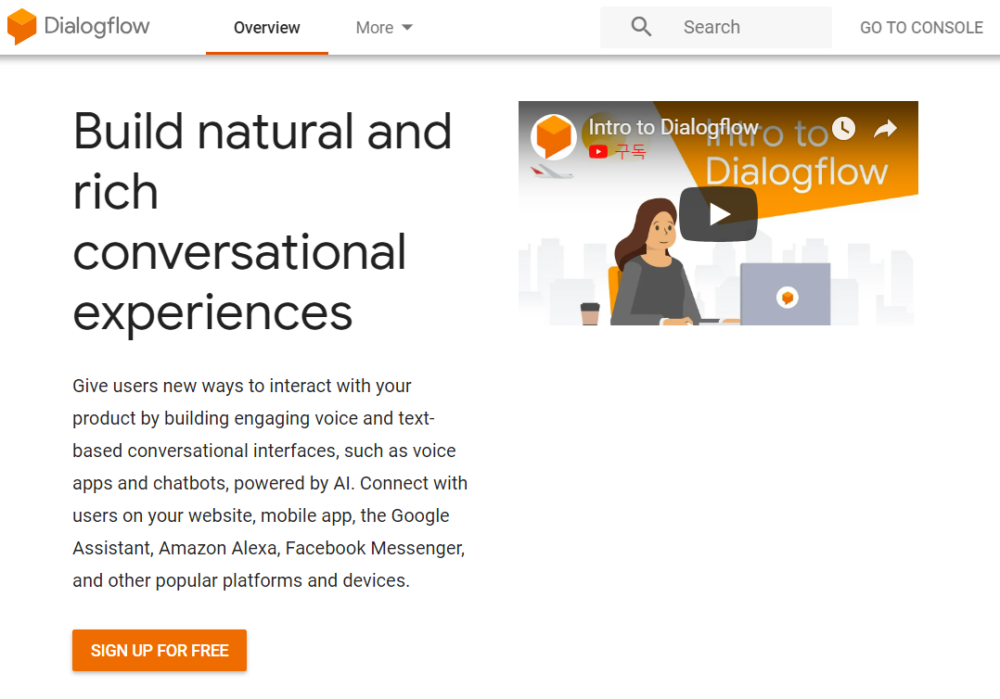 Dialogflow
Overview
More
Search
GO TO CONSOLE
Build natural and
rich
conversational
experiences
Give users new ways to interact with your
product by building engaging voice and text-
based conversational interfaces, such as voice
apps and chatbots, powered by AI. Connect with
users on your website, mobile app, the Google
Assistant, Amazon Alexa, Facebook Messenger,
and other popular platforms and devices.
SIGN UP FOR FREE
Intro to Dialogflow
구독
Intro to
Dialogflow